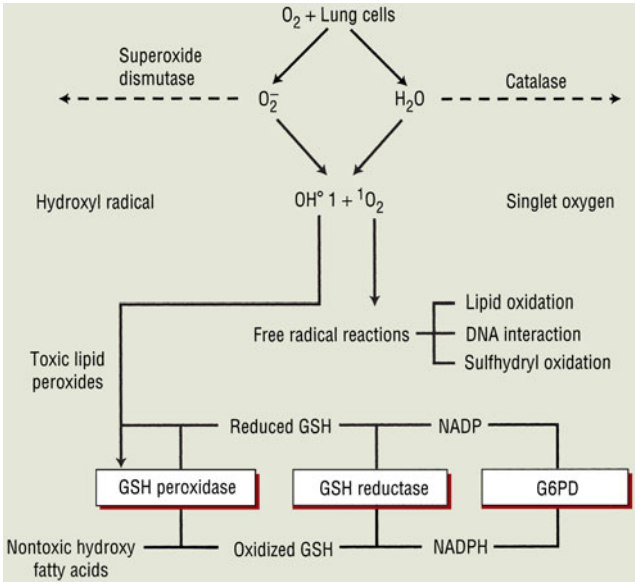 O₂ + Lung cells
Superoxide
dismutase
Catalase
O₂⁻
H₂O
Hydroxyl radical
OH° 1 + ¹O₂
Singlet oxygen
Lipid oxidation
Free radical reactions
DNA interaction
Sulfhydryl oxidation
Toxic lipid
peroxides
Reduced GSH
NADP
GSH peroxidase
GSH reductase
G6PD
Nontoxic hydroxy
fatty acids
Oxidized GSH
NADPH